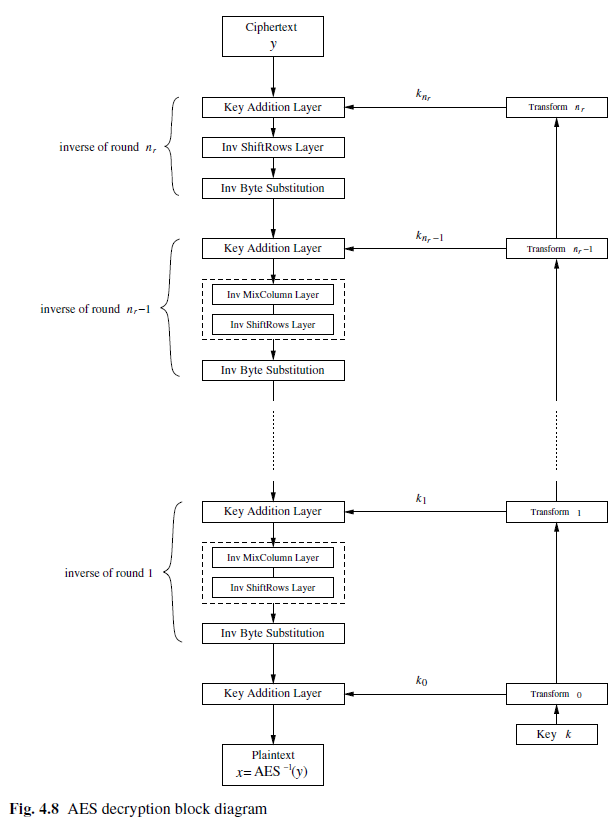 Ciphertext
y
Key Addition Layer
k_{n_r}
Transform n_r
inverse of round n_r
Inv ShiftRows Layer
Inv Byte Substitution
Key Addition Layer
k_{n_r−1}
Transform n_r−1
inverse of round n_r−1
Inv MixColumn Layer
Inv ShiftRows Layer
Inv Byte Substitution
Key Addition Layer
k_1
Transform 1
inverse of round 1
Inv MixColumn Layer
Inv ShiftRows Layer
Inv Byte Substitution
Key Addition Layer
k_0
Transform 0
Key k
Plaintext
x= AES ^{−1}(y)
Fig. 4.8 AES decryption block diagram